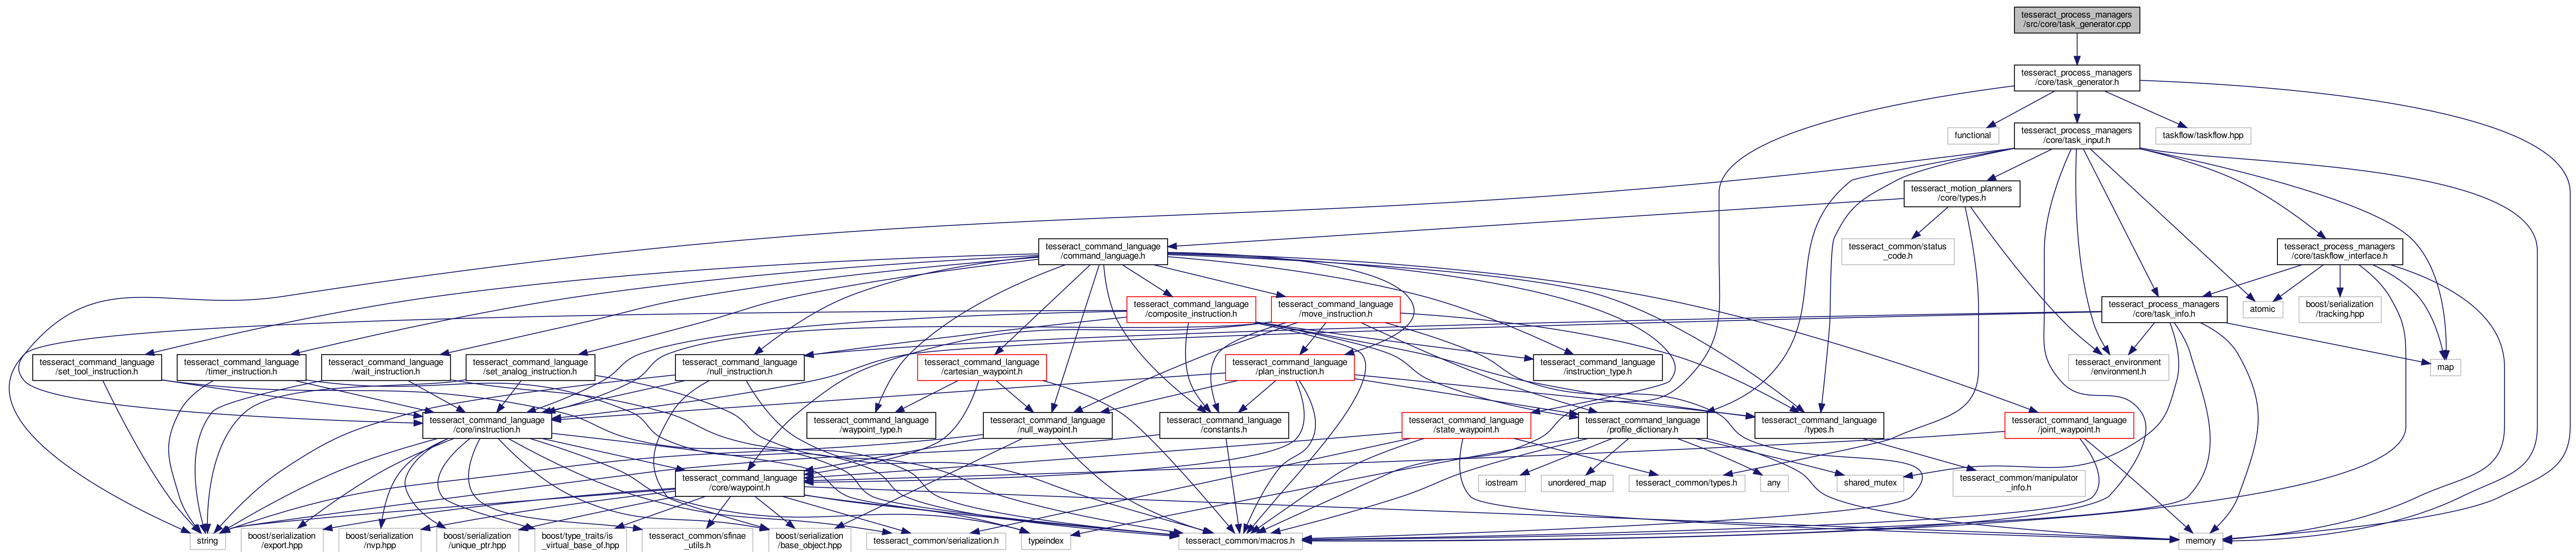 tesseract_process_managers
/src/core/task_generator.cpp
tesseract_process_managers
/core/task_generator.h
functional
tesseract_process_managers
/core/task_input.h
taskflow/taskflow.hpp
tesseract_motion_planners
/core/types.h
tesseract_command_language
/command_language.h
tesseract_common/status
_code.h
tesseract_process_managers
/core/taskflow_interface.h
tesseract_command_language
/composite_instruction.h
tesseract_command_language
/move_instruction.h
tesseract_process_managers
/core/task_info.h
atomic
boost/serialization
/tracking.hpp
tesseract_command_language
/set_tool_instruction.h
tesseract_command_language
/timer_instruction.h
tesseract_command_language
/wait_instruction.h
tesseract_command_language
/set_analog_instruction.h
tesseract_command_language
/null_instruction.h
tesseract_command_language
/cartesian_waypoint.h
tesseract_command_language
/plan_instruction.h
tesseract_command_language
/instruction_type.h
tesseract_environment
/environment.h
map
tesseract_command_language
/core/instruction.h
tesseract_command_language
/waypoint_type.h
tesseract_command_language
/null_waypoint.h
tesseract_command_language
/constants.h
tesseract_command_language
/state_waypoint.h
tesseract_command_language
/profile_dictionary.h
tesseract_command_language
/types.h
tesseract_command_language
/joint_waypoint.h
tesseract_command_language
/core/waypoint.h
iostream
unordered_map
tesseract_common/types.h
any
shared_mutex
tesseract_common/manipulator
_info.h
string
boost/serialization
/export.hpp
boost/serialization
/nvp.hpp
boost/serialization
/unique_ptr.hpp
boost/type_traits/is
_virtual_base_of.hpp
tesseract_common/sfinae
_utils.h
boost/serialization
/base_object.hpp
tesseract_common/serialization.h
typeindex
tesseract_common/macros.h
memory